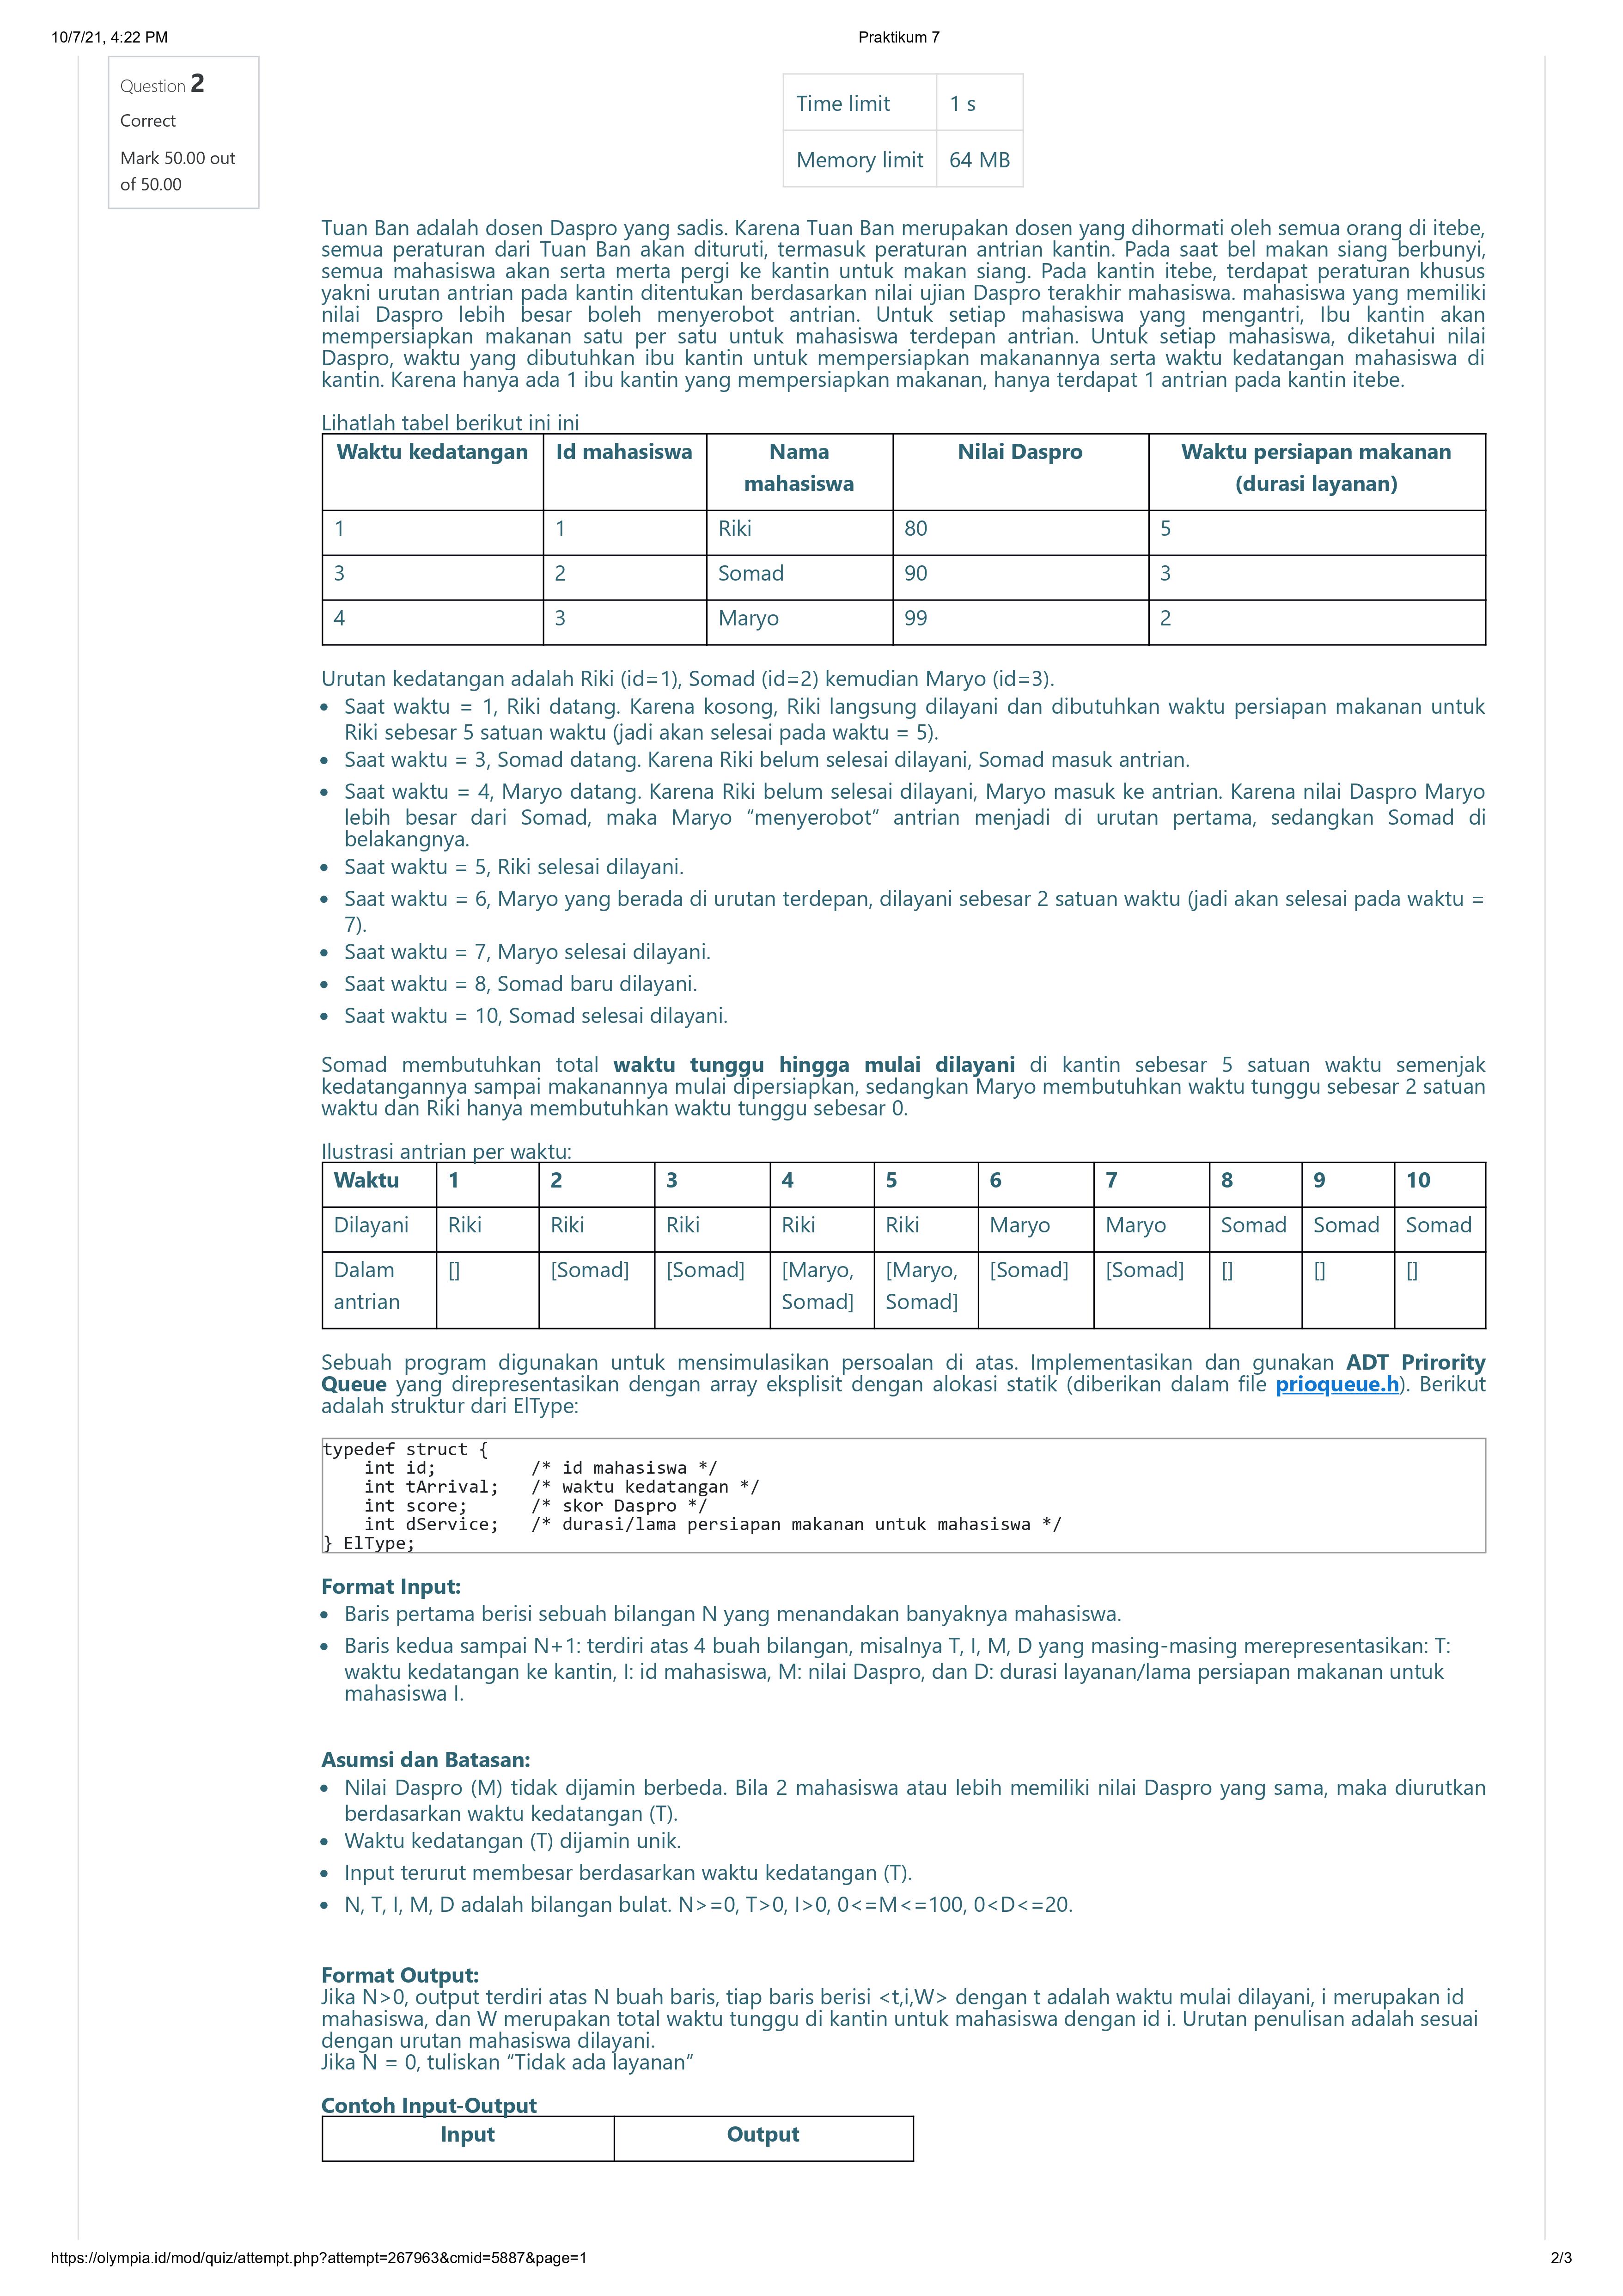 10/7/21, 4:22 PM
Praktikum 7
Question 2
Correct
Mark 50.00 out
of 50.00
Time limit 1 s
Memory limit 64 MB
Tuan Ban adalah dosen Daspro yang sadis. Karena Tuan Ban merupakan dosen yang dihormati oleh semua orang di itebe,
semua peraturan dari Tuan Ban akan dituruti, termasuk peraturan antrian kantin. Pada saat bel makan siang berbunyi,
semua mahasiswa akan serta merta pergi ke kantin untuk makan siang. Pada kantin itebe, terdapat peraturan khusus
yakni urutan antrian pada kantin ditentukan berdasarkan nilai ujian Daspro terakhir mahasiswa. mahasiswa yang memiliki
nilai Daspro lebih besar boleh menyerobot antrian. Untuk setiap mahasiswa yang mengantri, Ibu kantin akan
mempersiapkan makanan satu per satu untuk mahasiswa terdepan antrian. Untuk setiap mahasiswa, diketahui nilai
Daspro, waktu yang dibutuhkan ibu kantin untuk mempersiapkan makanannya serta waktu kedatangan mahasiswa di
kantin. Karena hanya ada 1 ibu kantin yang mempersiapkan makanan, hanya terdapat 1 antrian pada kantin itebe.
Lihatlah tabel berikut ini ini
Waktu kedatangan Id mahasiswa Nama Nilai Daspro Waktu persiapan makanan
mahasiswa (durasi layanan)
1 1 Riki 80 5
3 2 Somad 90 3
4 3 Maryo 99 2
Urutan kedatangan adalah Riki (id=1), Somad (id=2) kemudian Maryo (id=3).
• Saat waktu = 1, Riki datang. Karena kosong, Riki langsung dilayani dan dibutuhkan waktu persiapan makanan untuk
Riki sebesar 5 satuan waktu (jadi akan selesai pada waktu = 5).
• Saat waktu = 3, Somad datang. Karena Riki belum selesai dilayani, Somad masuk antrian.
• Saat waktu = 4, Maryo datang. Karena Riki belum selesai dilayani, Maryo masuk ke antrian. Karena nilai Daspro Maryo
lebih besar dari Somad, maka Maryo “menyerobot” antrian menjadi di urutan pertama, sedangkan Somad di
belakangnya.
• Saat waktu = 5, Riki selesai dilayani.
• Saat waktu = 6, Maryo yang berada di urutan terdepan, dilayani sebesar 2 satuan waktu (jadi akan selesai pada waktu =
7).
• Saat waktu = 7, Maryo selesai dilayani.
• Saat waktu = 8, Somad baru dilayani.
• Saat waktu = 10, Somad selesai dilayani.
Somad membutuhkan total waktu tunggu hingga mulai dilayani di kantin sebesar 5 satuan waktu semenjak
kedatangannya sampai makanannya mulai dipersiapkan, sedangkan Maryo membutuhkan waktu tunggu sebesar 2 satuan
waktu dan Riki hanya membutuhkan waktu tunggu sebesar 0.
Ilustrasi antrian per waktu:
Waktu 1 2 3 4 5 6 7 8 9 10
Dilayani Riki Riki Riki Riki Riki Maryo Maryo Somad Somad Somad
Dalam [] [Somad] [Somad] [Maryo, [Maryo, [Somad] [Somad] [] [] []
antrian Somad] Somad]
Sebuah program digunakan untuk mensimulasikan persoalan di atas. Implementasikan dan gunakan ADT Prirority
Queue yang direpresentasikan dengan array eksplisit dengan alokasi statik (diberikan dalam file prioqueue.h). Berikut
adalah struktur dari ElType:
typedef struct {
int id; /* id mahasiswa */
int tArrival; /* waktu kedatangan */
int score; /* skor Daspro */
int dService; /* durasi/lama persiapan makanan untuk mahasiswa */
} ElType;
Format Input:
• Baris pertama berisi sebuah bilangan N yang menandakan banyaknya mahasiswa.
• Baris kedua sampai N+1: terdiri atas 4 buah bilangan, misalnya T, I, M, D yang masing-masing merepresentasikan: T:
waktu kedatangan ke kantin, I: id mahasiswa, M: nilai Daspro, dan D: durasi layanan/lama persiapan makanan untuk
mahasiswa I.
Asumsi dan Batasan:
• Nilai Daspro (M) tidak dijamin berbeda. Bila 2 mahasiswa atau lebih memiliki nilai Daspro yang sama, maka diurutkan
berdasarkan waktu kedatangan (T).
• Waktu kedatangan (T) dijamin unik.
• Input terurut membesar berdasarkan waktu kedatangan (T).
• N, T, I, M, D adalah bilangan bulat. N>=0, T>0, I>0, 0<=M<=100, 0<D<=20.
Format Output:
Jika N>0, output terdiri atas N buah baris, tiap baris berisi <t,i,W> dengan t adalah waktu mulai dilayani, i merupakan id
mahasiswa, dan W merupakan total waktu tunggu di kantin untuk mahasiswa dengan id i. Urutan penulisan adalah sesuai
dengan urutan mahasiswa dilayani.
Jika N = 0, tuliskan “Tidak ada layanan”
Contoh Input-Output
Input Output
https://olympia.id/mod/quiz/attempt.php?attempt=267963&cmid=5887&page=1
2/3